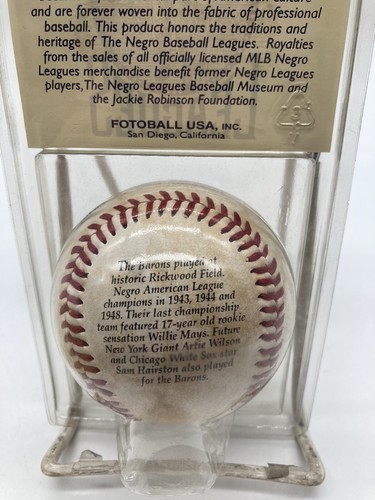 and are forever woven into the fabric of professional
baseball. This product honors the traditions and
heritage of The Negro Baseball Leagues. Royalties
from the sales of all officially licensed MLB Negro
Leagues merchandise benefit former Negro Leagues
players,The Negro Leagues Baseball Museum and
the Jackie Robinson Foundation.
FOTOBALL USA, INC.
San Diego, California
The Barons played at
historic Rickwood Field.
Negro American League
champions in 1943, 1944 and
1948. Their last championship
team featured 17-year old rookie
sensation Willie Mays. Future
New York Giant Artie Wilson
and Chicago White Sox star
Sam Hairston also played
for the Barons.